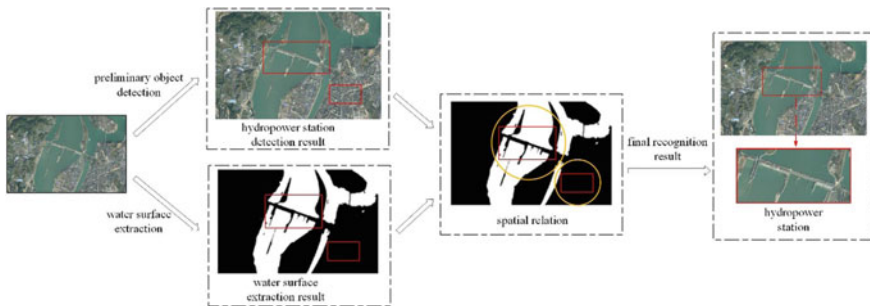 preliminary object
detection
hydropower station
detection result
water surface
extraction
water surface
extraction result
spatial relation
final recognition
result
hydropower
station